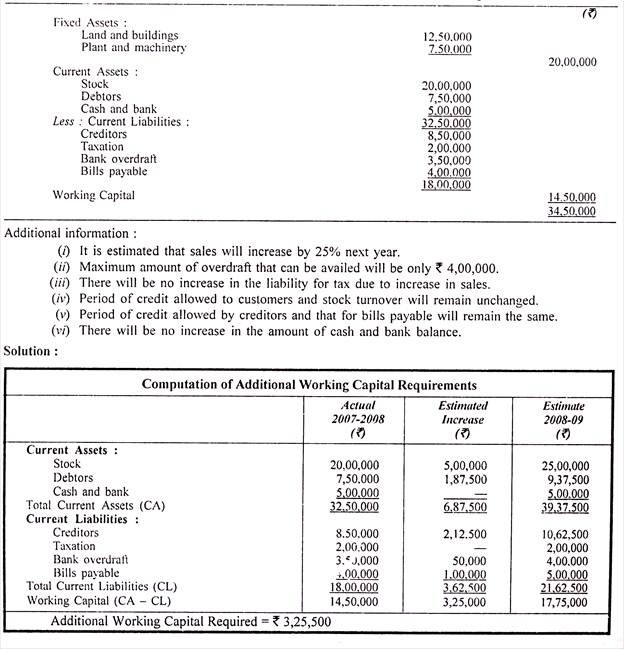 (₹)
Fixed Assets :
Land and buildings 12,50,000
Plant and machinery 7,50,000
20,00,000
Current Assets :
Stock 20,00,000
Debtors 7,50,000
Cash and bank 5,00,000
Less : Current Liabilities : 32,50,000
Creditors 8,50,000
Taxation 2,00,000
Bank overdraft 3,50,000
Bills payable 4,00,000
18,00,000
Working Capital 14,50,000
34,50,000
Additional information :
(i) It is estimated that sales will increase by 25% next year.
(ii) Maximum amount of overdraft that can be availed will be only ₹ 4,00,000.
(iii) There will be no increase in the liability for tax due to increase in sales.
(iv) Period of credit allowed to customers and stock turnover will remain unchanged.
(v) Period of credit allowed by creditors and that for bills payable will remain the same.
(vi) There will be no increase in the amount of cash and bank balance.
Solution :
Computation of Additional Working Capital Requirements
Actual Estimated Estimate
2007-2008 Increase 2008-09
(₹) (₹) (₹)
Current Assets :
Stock 20,00,000 5,00,000 25,00,000
Debtors 7,50,000 1,87,500 9,37,500
Cash and bank 5,00,000 — 5,00,000
Total Current Assets (CA) 32,50,000 6,87,500 39,37,500
Current Liabilities :
Creditors 8,50,000 2,12,500 10,62,500
Taxation 2,00,000 — 2,00,000
Bank overdraft 50,000 4,00,000
Bills payable 1,00,000 5,00,000
Total Current Liabilities (CL) 18,00,000 3,62,500 21,62,500
Working Capital (CA – CL) 14,50,000 3,25,000 17,75,000
Additional Working Capital Required = ₹ 3,25,500